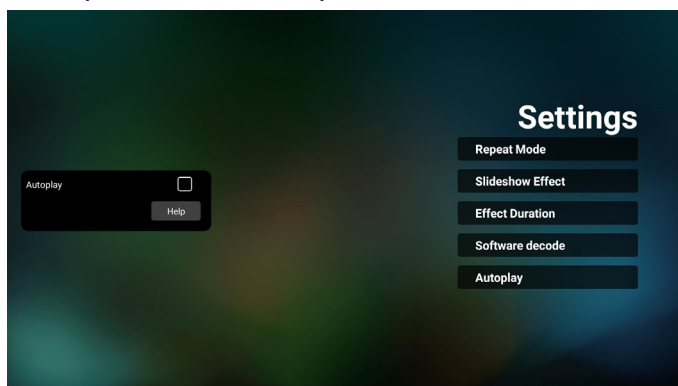 Settings
Repeat Mode
Slideshow Effect
Effect Duration
Software decode
Autoplay
Autoplay
Help